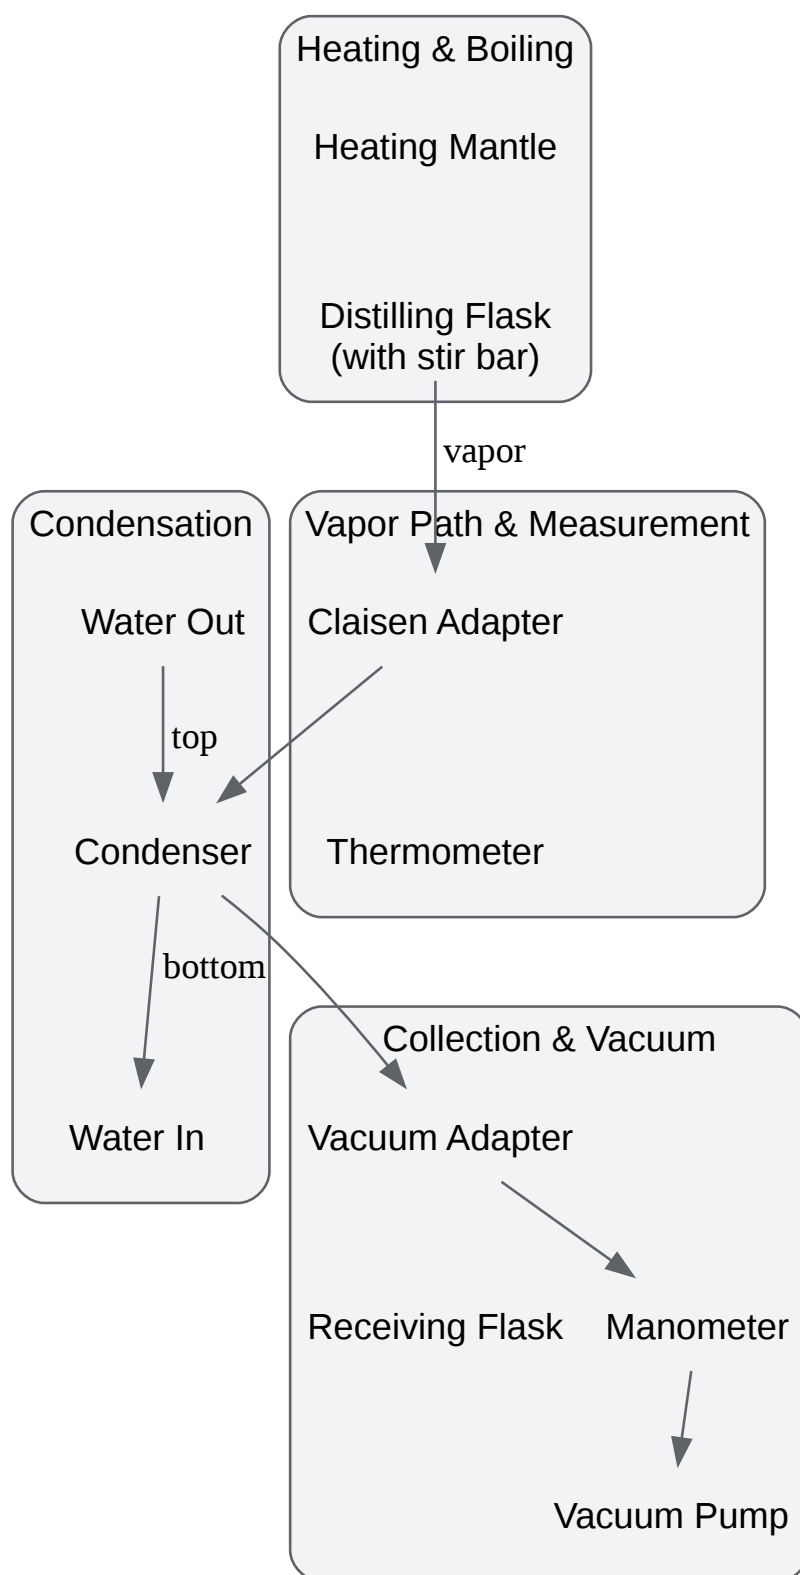 Heating & Boiling
Heating Mantle
Distilling Flask
(with stir bar)
vapor
Condensation
Vapor Path & Measurement
Water Out
Claisen Adapter
top
Condenser
Thermometer
bottom
Collection & Vacuum
Water In
Vacuum Adapter
Receiving Flask
Manometer
Vacuum Pump